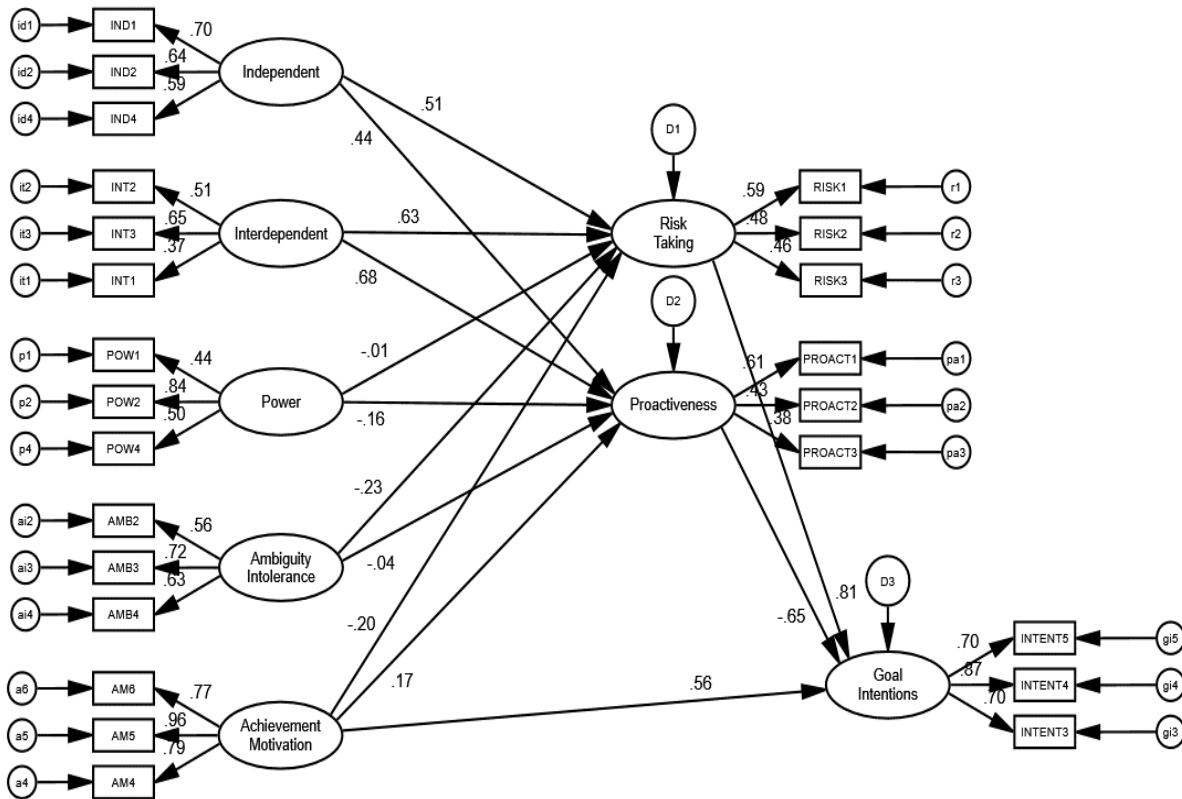 id1
IND1
.70
id2
IND2
.64
id4
IND4
.59
Independent
.51
.44
D1
it2
INT2
.51
it3
INT3
.65
it1
INT1
.37
Interdependent
.63
.68
Risk
Taking
.59
RISK1
r1
.48
RISK2
r2
.46
RISK3
r3
D2
p1
POW1
.44
p2
POW2
.84
p4
POW4
.50
Power
-.01
-.16
Proactiveness
.61
PROACT1
pa1
.43
PROACT2
pa2
.38
PROACT3
pa3
ai2
AMB2
.56
ai3
AMB3
.72
ai4
AMB4
.63
Ambiguity
Intolerance
-.23
-.04
D3
-.65
.81
a6
AM6
.77
a5
AM5
.96
a4
AM4
.79
Achievement
Motivation
-.20
.17
.56
Goal
Intentions
.70
INTENT5
gi5
.87
INTENT4
gi4
.70
INTENT3
gi3